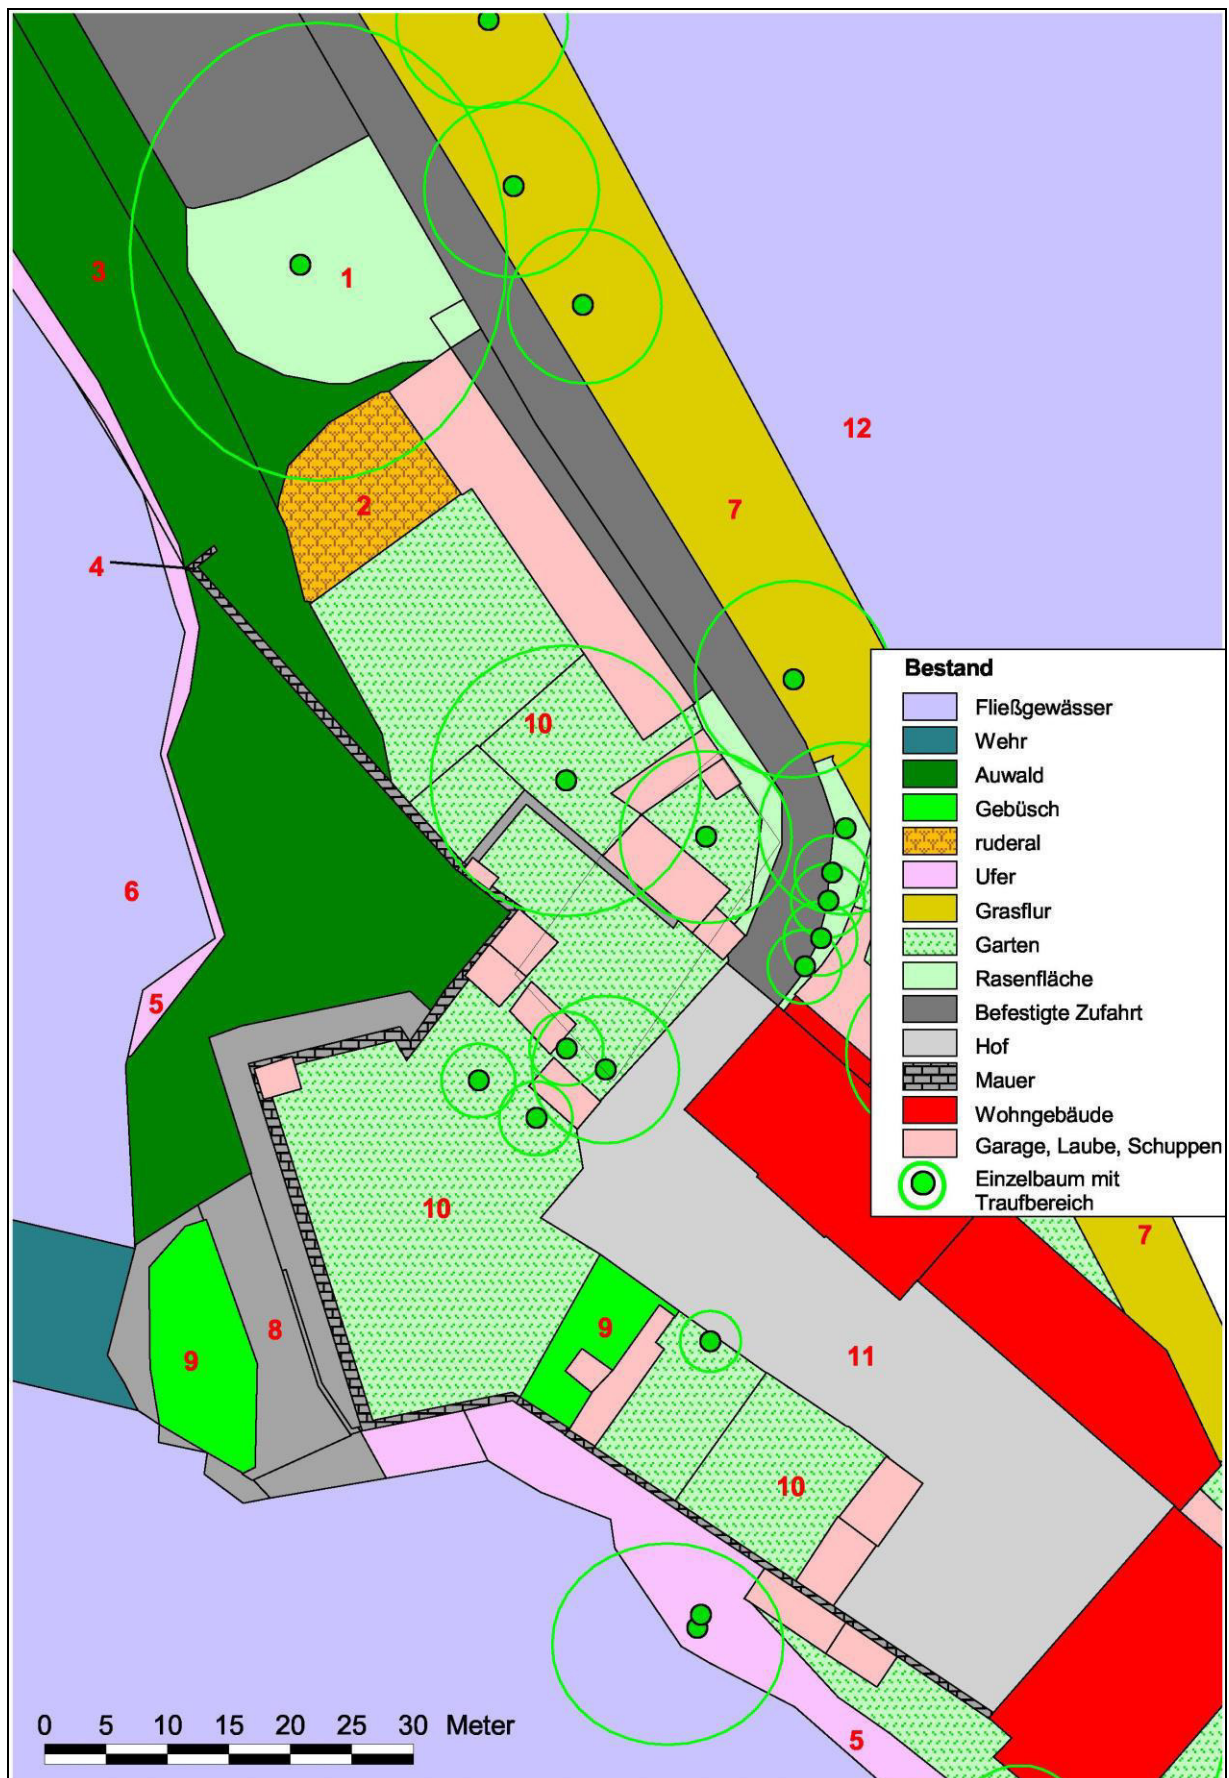 3
1
12
2
7
4
10
Bestand
Fließgewässer
Wehr
Auwald
Gebüsch
ruderal
Ufer
Grasflur
Garten
Rasenfläche
Befestigte Zufahrt
Hof
Mauer
Wohngebäude
Garage, Laube, Schuppen
Einzelbaum mit
Traufbereich
6
5
10
7
8
9
9
11
10
5
0 5 10 15 20 25 30 Meter